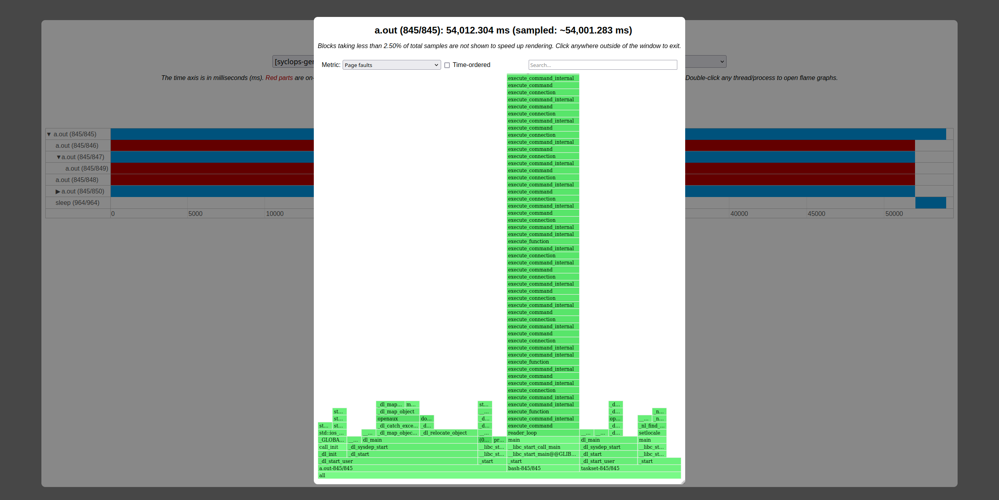 a.out (845/845): 54,012.304 ms (sampled: ~54,001.283 ms)
Blocks taking less than 2.50% of total samples are not shown to speed up rendering. Click anywhere outside of the window to exit.
[syclops-ger
Metric: Page faults Time-ordered Search...
The time axis is in milliseconds (ms). Red parts are on- Double-click any thread/process to open flame graphs.
▼ a.out (845/845)
a.out (845/846)
▼a.out (845/847)
a.out (845/849)
a.out (845/848)
▶a.out (845/850)
sleep (964/964)
0 5000 10000 40000 45000 50000
execute_command_internal
execute_command
execute_connection
execute_command_internal
execute_command
execute_connection
execute_command_internal
execute_command
execute_connection
execute_command_internal
execute_command
execute_connection
execute_command_internal
execute_command
execute_connection
execute_command_internal
execute_command
execute_connection
execute_command_internal
execute_command
execute_connection
execute_command_internal
execute_command_internal
execute_function
execute_command_internal
execute_connection
execute_command_internal
execute_command
execute_connection
execute_command_internal
execute_command
execute_connection
execute_command_internal
execute_command
execute_connection
execute_command_internal
execute_command
execute_connection
execute_command_internal
execute_command_internal
execute_function
execute_command_internal
execute_command
execute_command_internal
execute_connection
execute_command_internal
_dl_map... m... st... execute_command_internal _d...
st... _dl_map_object __... execute_function _d... _n...
st... openaux do... _d... execute_command_internal op... __... _n...
st... st... _dl_catch_exce... _d... _d... execute_command _d... _nl_find_...
std::ios_... __... _dl_map_objec... _dl_relocate_object __... reader_loop __... __... _d... setlocale
_GLOBA... __... dl_main (0... pr... main dl_main main
call_init _dl_sysdep_start __libc_st... __libc_start_call_main _dl_sysdep_start __libc_st...
_dl_init _dl_start __libc_st... __libc_start_main@@GLIB... _dl_start __libc_st...
_dl_start_user _start _start _dl_start_user _start
a.out-845/845 bash-845/845 taskset-845/845
all